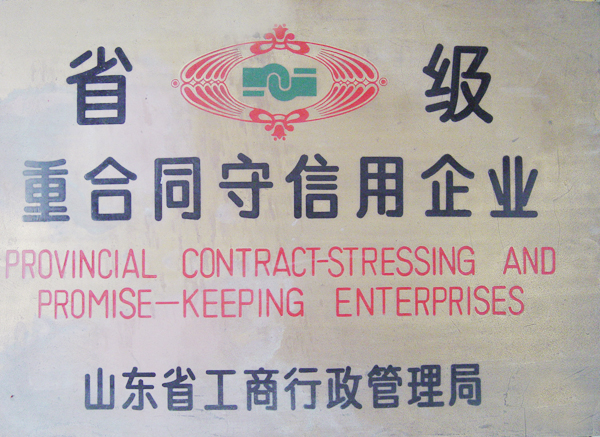 省级
重合同守信用企业
PROVINCIAL CONTRACT-STRESSING AND
PROMISE—KEEPING ENTERPRISES
山东省工商行政管理局